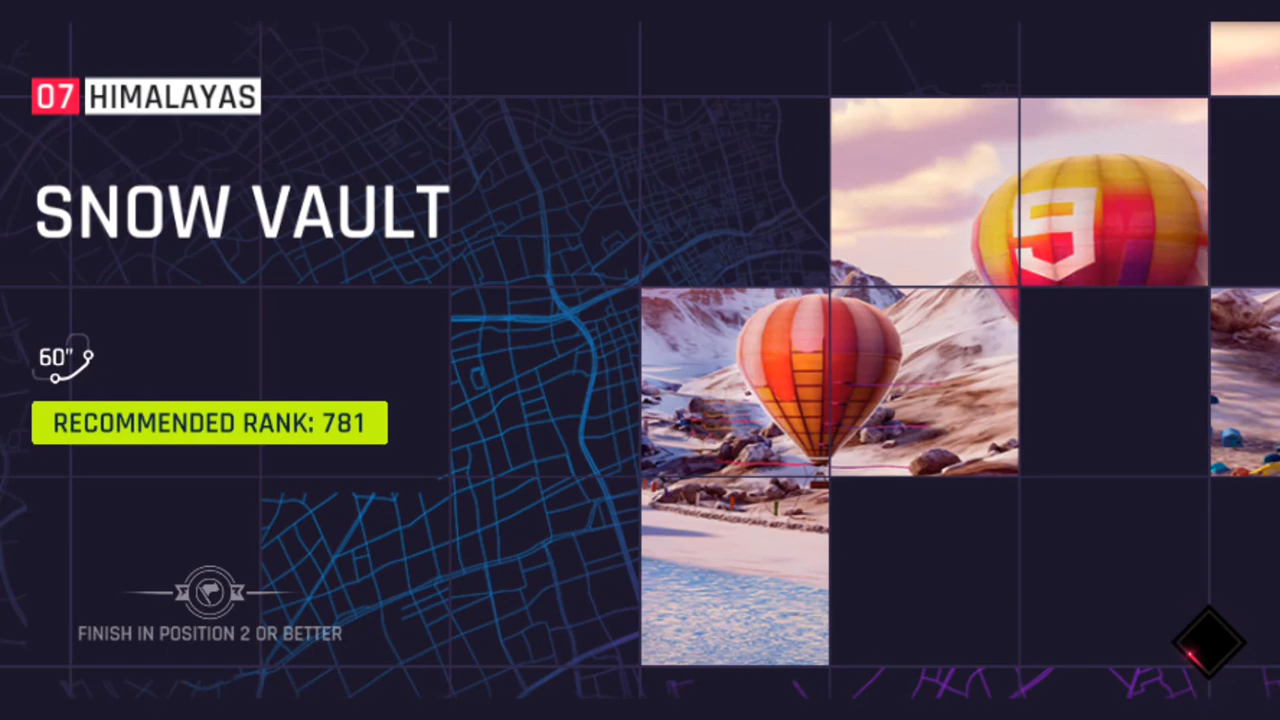 07 HIMALAYAS
SNOW VAULT
60"
RECOMMENDED RANK: 781
FINISH IN POSITION 2 OR BETTER